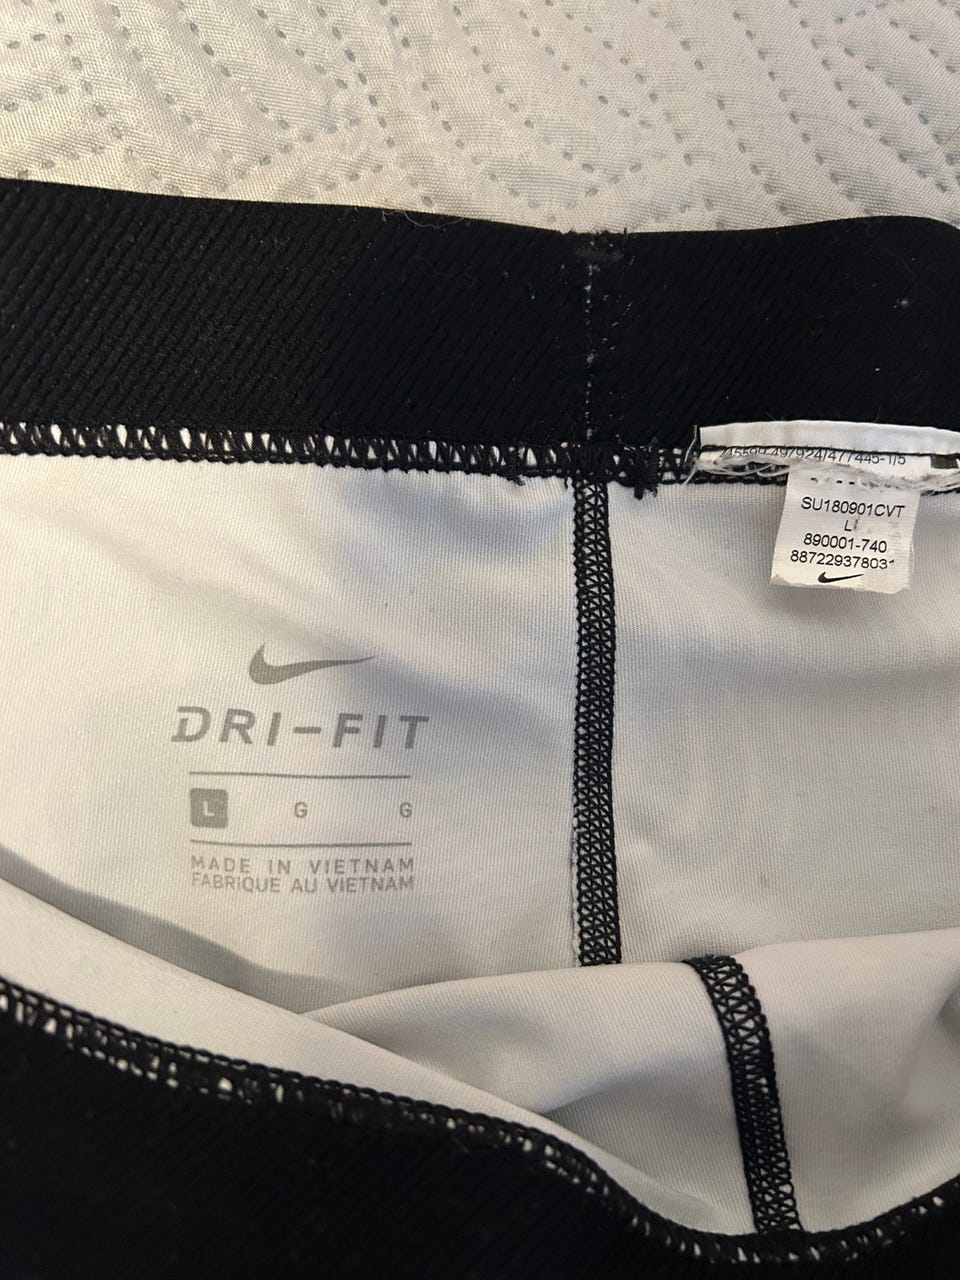 DRI-FIT
L G G
MADE IN VIETNAM
FABRIQUE AU VIETNAM
SU180901CVT
L
890001-740